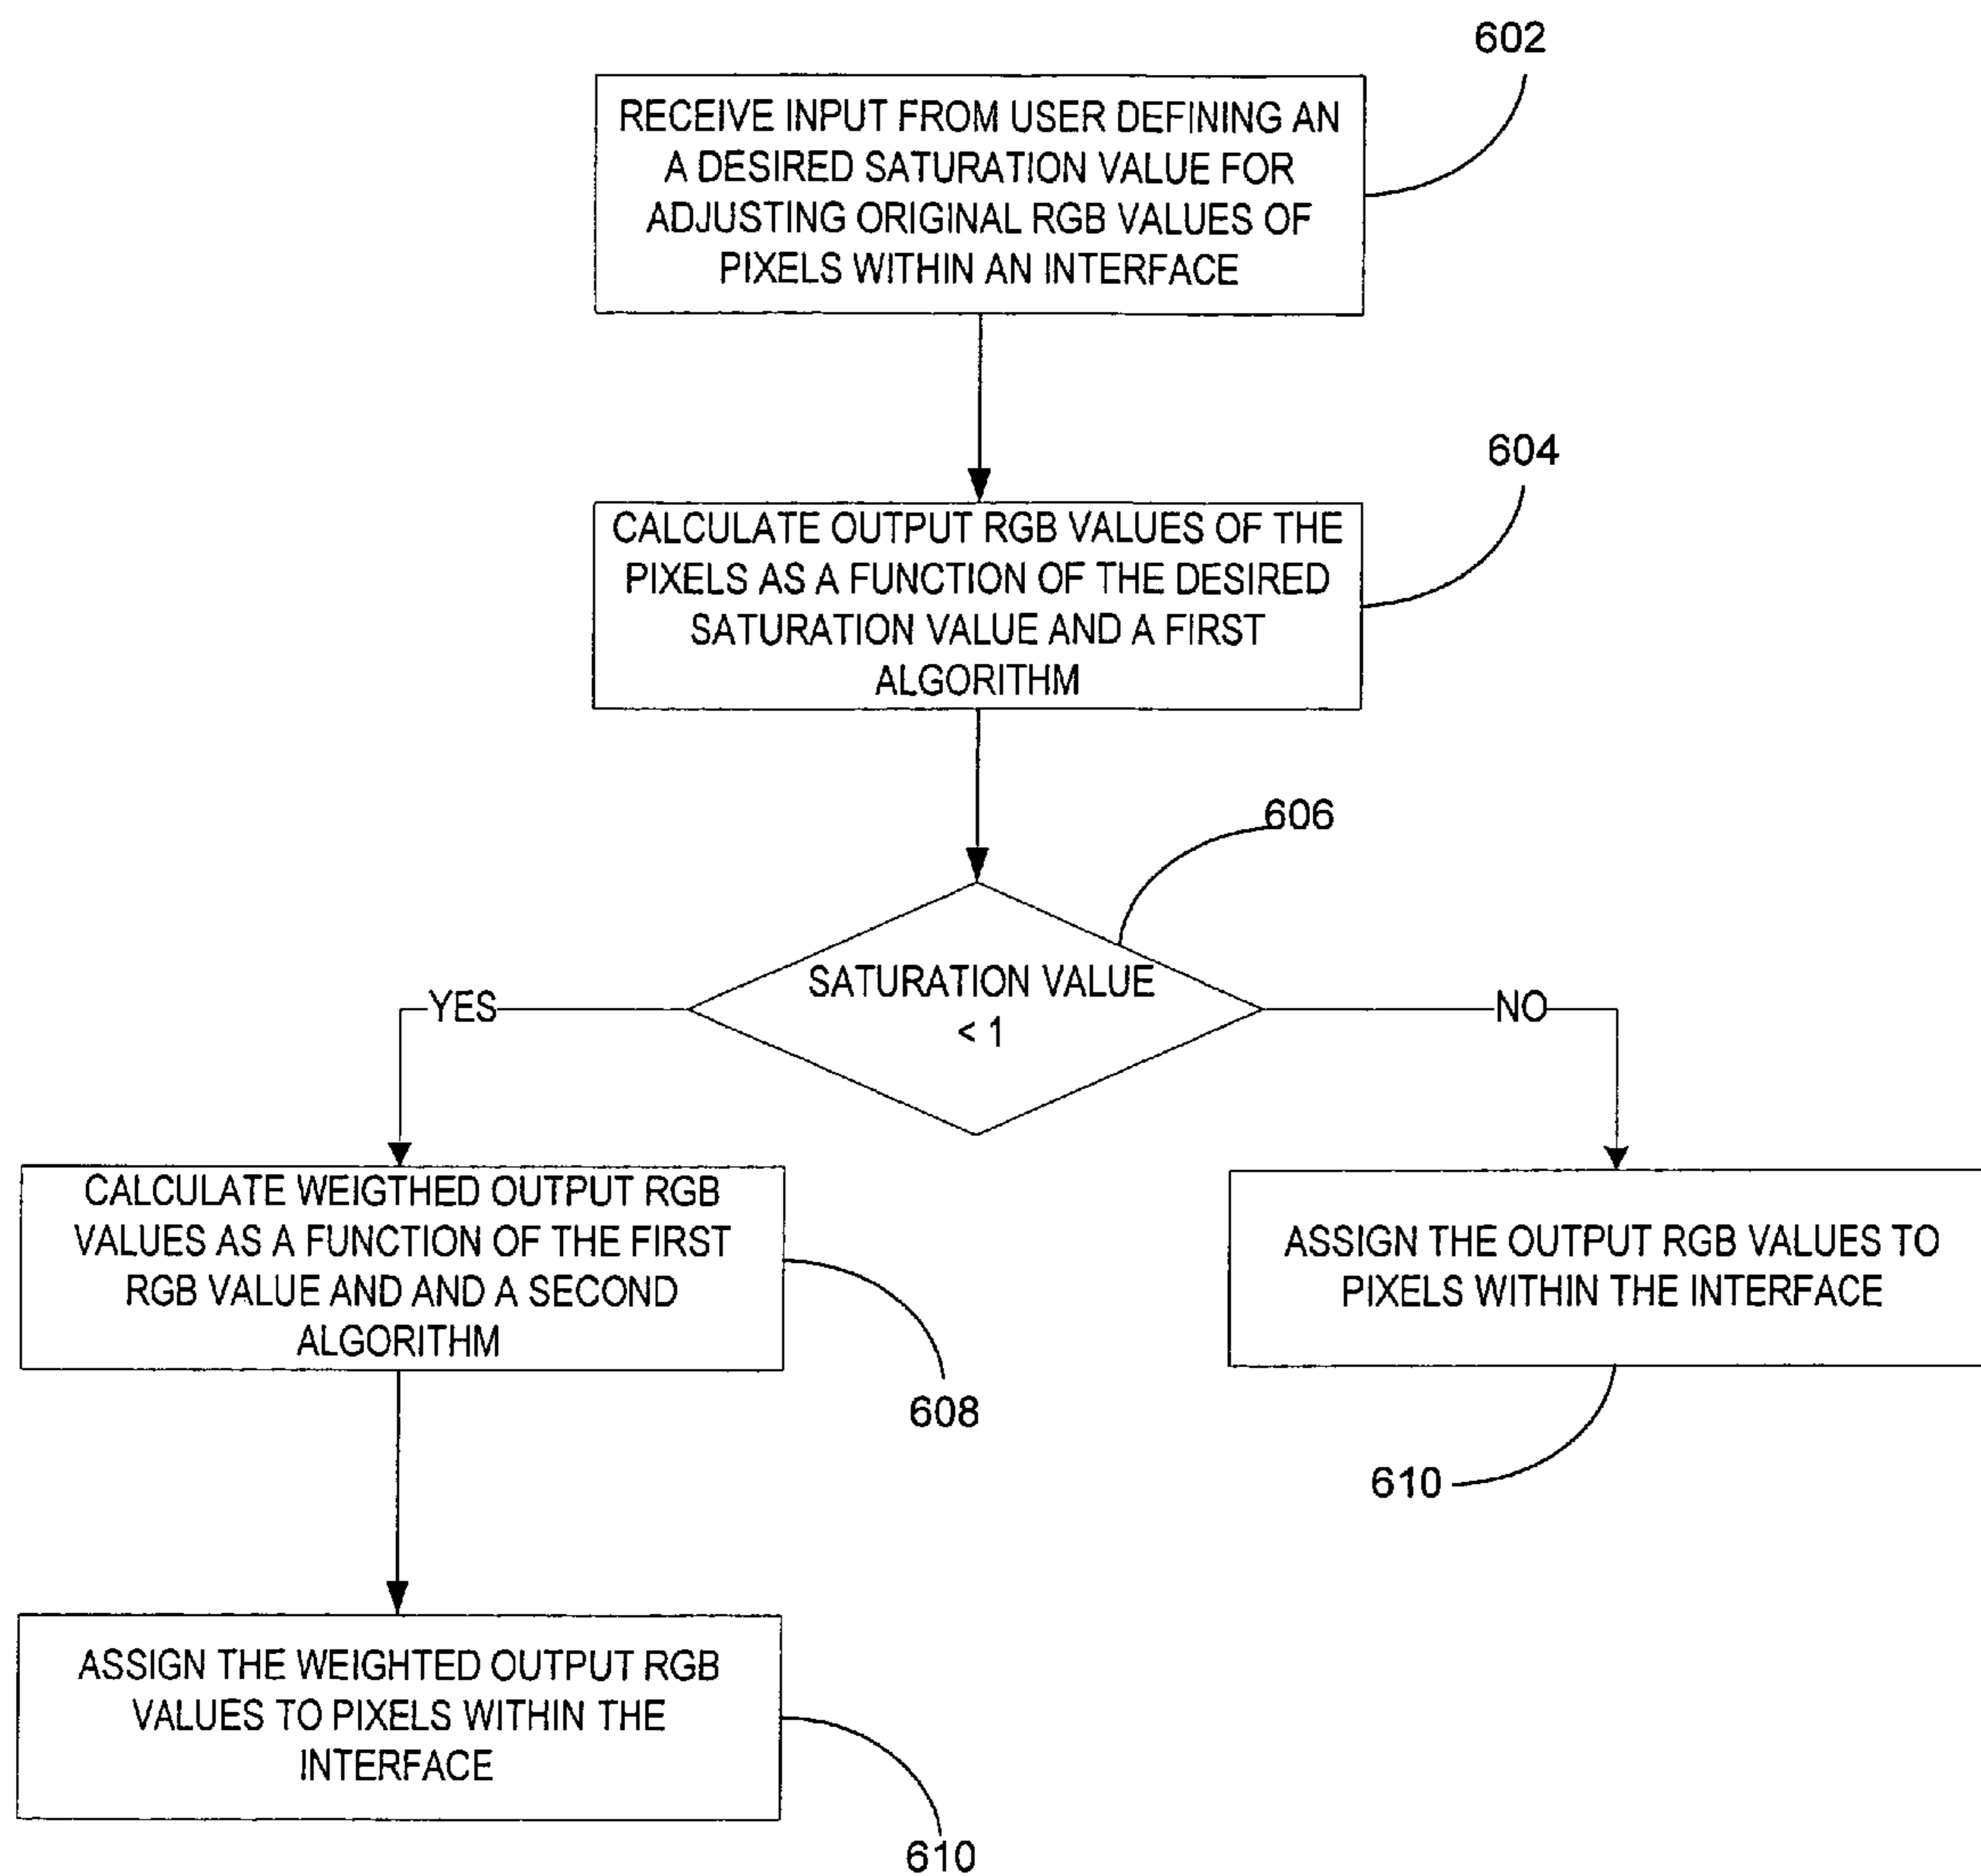 602
RECEIVE INPUT FROM USER DEFINING AN
A DESIRED SATURATION VALUE FOR
ADJUSTING ORIGINAL RGB VALUES OF
PIXELS WITHIN AN INTERFACE
604
CALCULATE OUTPUT RGB VALUES OF THE
PIXELS AS A FUNCTION OF THE DESIRED
SATURATION VALUE AND A FIRST
ALGORITHM
606
SATURATION VALUE
< 1
YES
NO
CALCULATE WEIGTHED OUTPUT RGB
VALUES AS A FUNCTION OF THE FIRST
RGB VALUE AND AND A SECOND
ALGORITHM
608
ASSIGN THE OUTPUT RGB VALUES TO
PIXELS WITHIN THE INTERFACE
610
ASSIGN THE WEIGHTED OUTPUT RGB
VALUES TO PIXELS WITHIN THE
INTERFACE
610